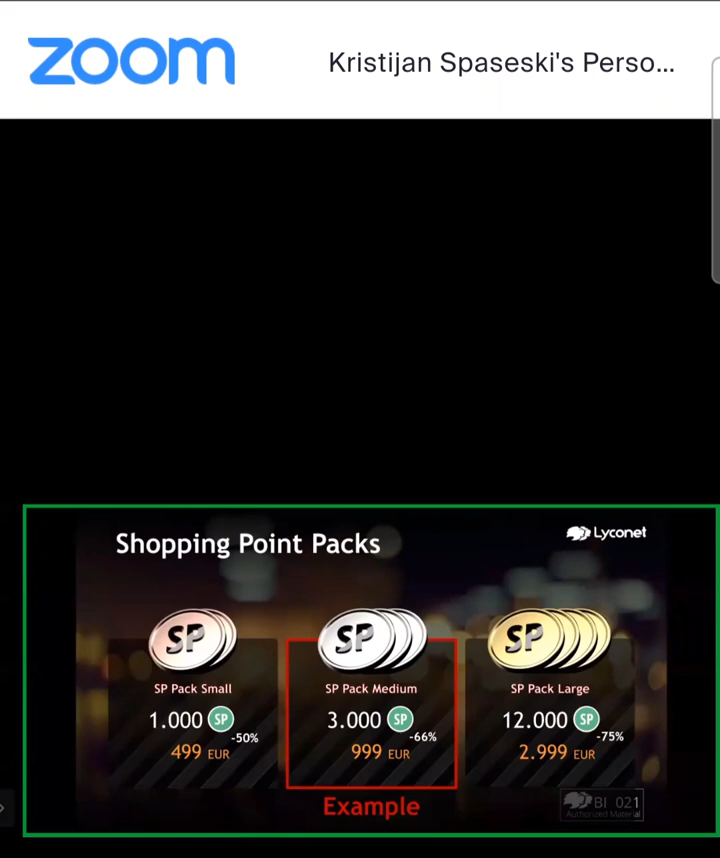 zoom
Kristijan Spaseski's Perso...
Shopping Point Packs
Lyconet
SP
SP
SP
SP Pack Small
SP Pack Medium
SP Pack Large
1.000 SP
3.000 SP
12.000 SP
-50%
-66%
-75%
499 EUR
999 EUR
2.999 EUR
Example
BI 021
Authorized Material